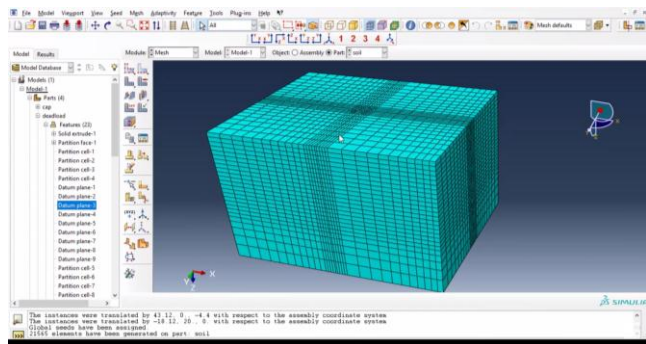 File Model Viewport View Seed Mesh Adaptivity Feature Tools Plug-ins Help
All
Mesh defaults
1 2 3 4
Model Results
Module: Mesh Model: Model-1 Object: Assembly Part: soil
Model Database
Models (1)
Model-1
Parts (4)
cap
deadload
Features (23)
Solid extrude-1
Partition face-1
Partition cell-1
Partition cell-2
Partition cell-3
Partition cell-4
Datum plane-1
Datum plane-2
Datum plane-3
Datum plane-4
Datum plane-5
Datum plane-6
Datum plane-7
Datum plane-8
Datum plane-9
Partition cell-5
Partition cell-6
Partition cell-7
Partition cell-8
Y X
SIMULIA
The instances were translated by 43.12, 0., -4.4 with respect to the assembly coordinate system
The instances were translated by -18.12, 20., 0. with respect to the assembly coordinate system
Global seeds have been assigned.
21565 elements have been generated on part: soil